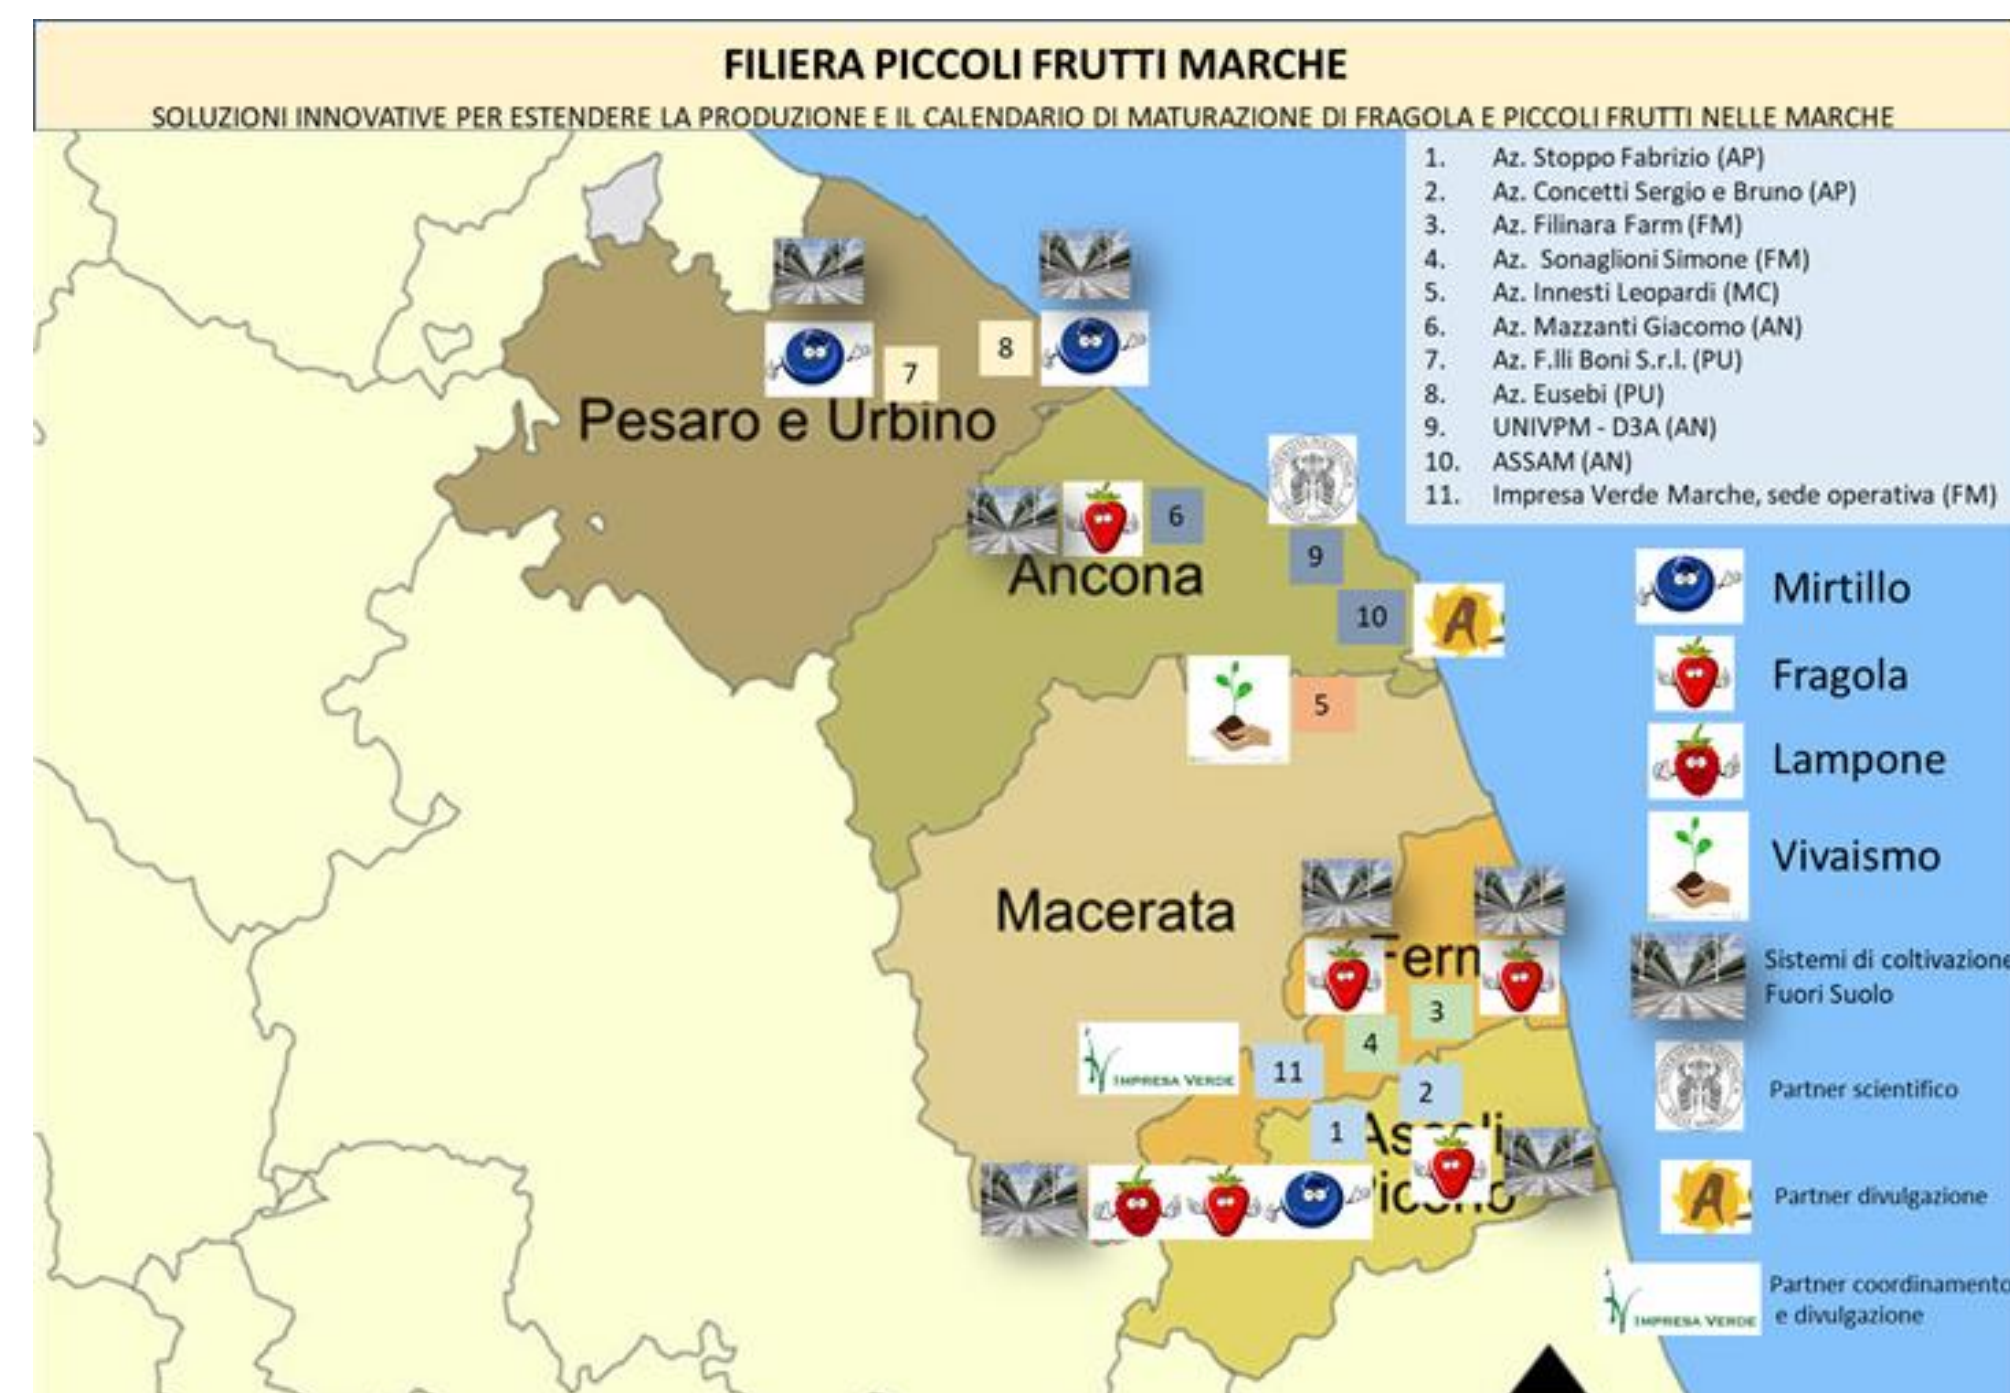 FILIERA PICCOLI FRUTTI MARCHE
SOLUZIONI INNOVATIVE PER ESTENDERE LA PRODUZIONE E IL CALENDARIO DI MATURAZIONE DI FRAGOLA E PICCOLI FRUTTI NELLE MARCHE
1. Az. Stoppo Fabrizio (AP)
2. Az. Concetti Sergio e Bruno (AP)
3. Az. Filinara Farm (FM)
4. Az. Sonaglioni Simone (FM)
5. Az. Innesti Leopardi (MC)
6. Az. Mazzanti Giacomo (AN)
7. Az. F.lli Boni S.r.l. (PU)
8. Az. Eusebi (PU)
9. UNIVPM - D3A (AN)
10. ASSAM (AN)
11. Impresa Verde Marche, sede operativa (FM)
8
7
Pesaro e Urbino
6
Ancona
9
10
A
5
Macerata
3
4
IMPRESA VERDE
11
2
1
Mirtillo
Fragola
Lampone
Vivaismo
Sistemi di coltivazione
Fuori Suolo
Partner scientifico
A
Partner divulgazione
IMPRESA VERDE
Partner coordinamento
e divulgazione